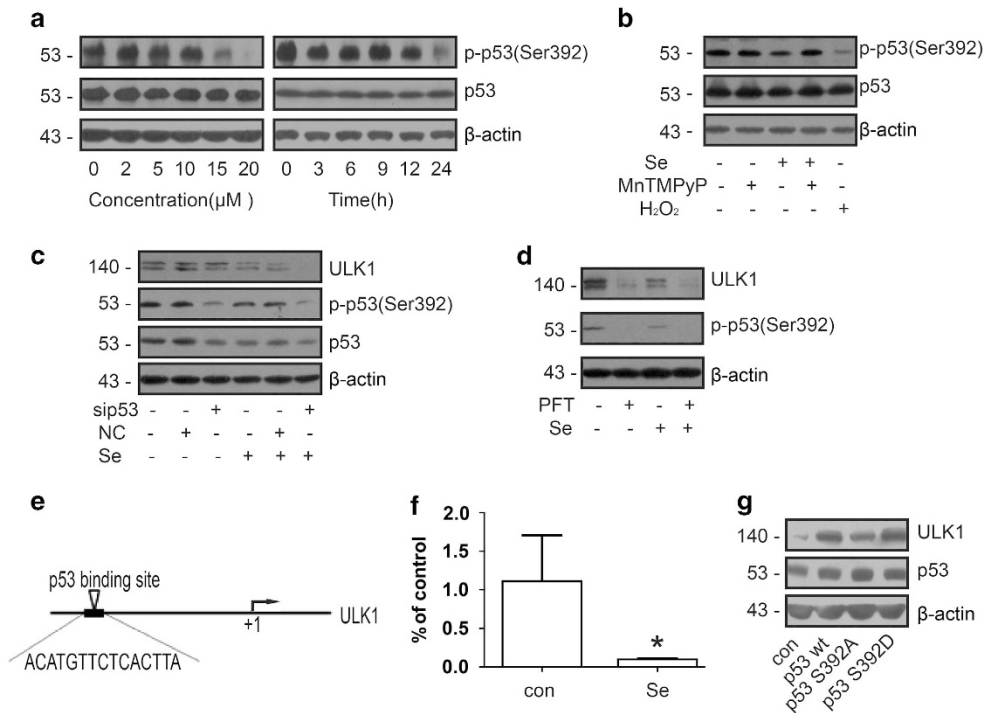 a
53 -
p-p53(Ser392)
53 -
p53
43 -
β-actin
0 2 5 10 15 20 0 3 6 9 12 24
Concentration(μM ) Time(h)
b
53 -
p-p53(Ser392)
53 -
p53
43 -
β-actin
Se - - + + -
MnTMPyP - + - + -
H₂O₂ - - - - +
c
140 -
ULK1
53 -
p-p53(Ser392)
53 -
p53
43 -
β-actin
sip53 - - + - - +
NC - + - - + -
Se - - - + + +
d
140 -
ULK1
53 -
p-p53(Ser392)
43 -
β-actin
PFT - + - +
Se - - + +
e
p53 binding site
+1
ULK1
ACATGTTCTCACTTA
f
% of control
2.0
1.5
1.0
0.5
0.0
*
con Se
g
140 -
ULK1
53 -
p53
43 -
β-actin
con
p53 wt
p53 S392A
p53 S392D